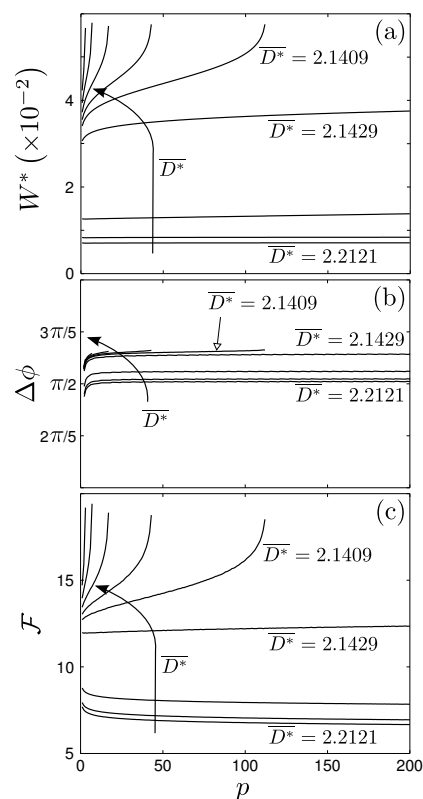 (a)
D* = 2.1409
4
W* (×10−2)
D* = 2.1429
D*
2
D* = 2.2121
0
(b)
D* = 2.1409
3π/5
D* = 2.1429
Δϕ
π/2
D* = 2.2121
D*
2π/5
(c)
15
D* = 2.1409
F
D* = 2.1429
D*
10
D* = 2.2121
5
0 50 100 150 200
p